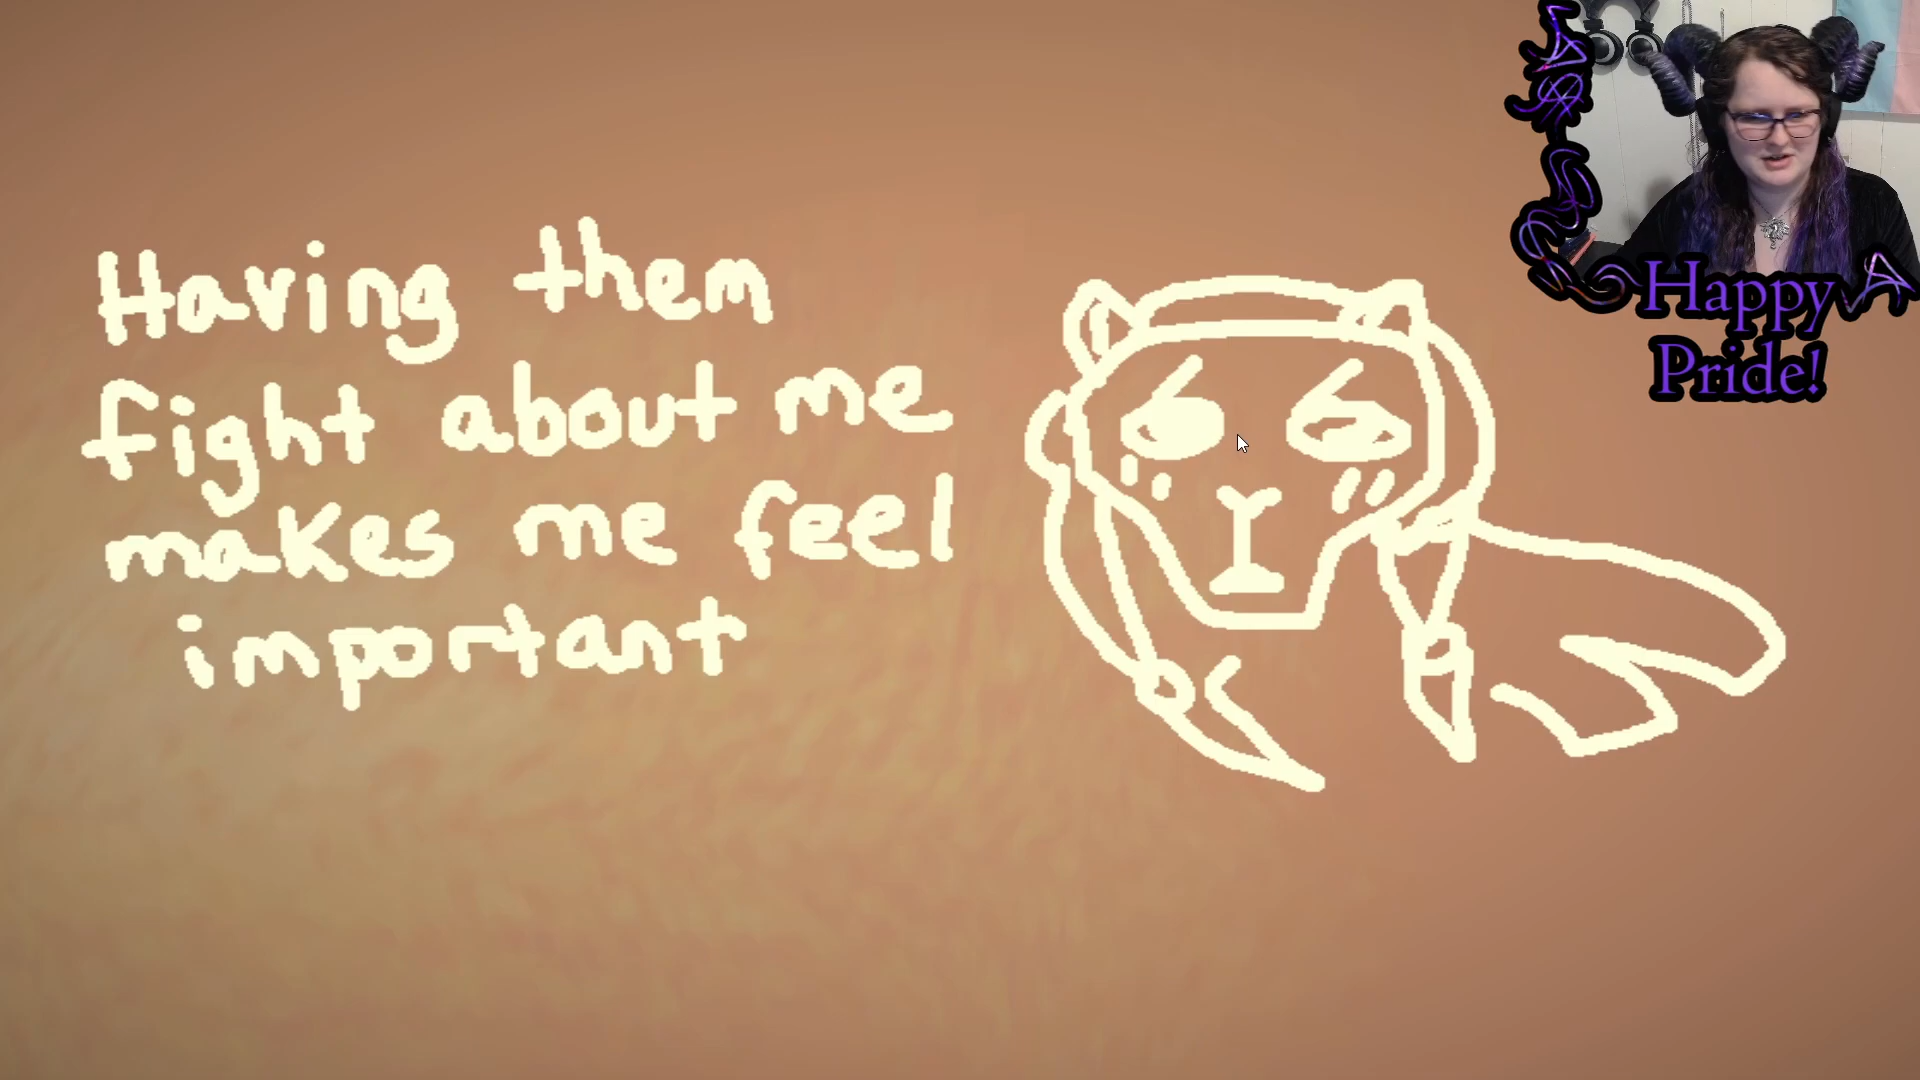 Having them
fight about me
makes me feel
important
Happy
Pride!